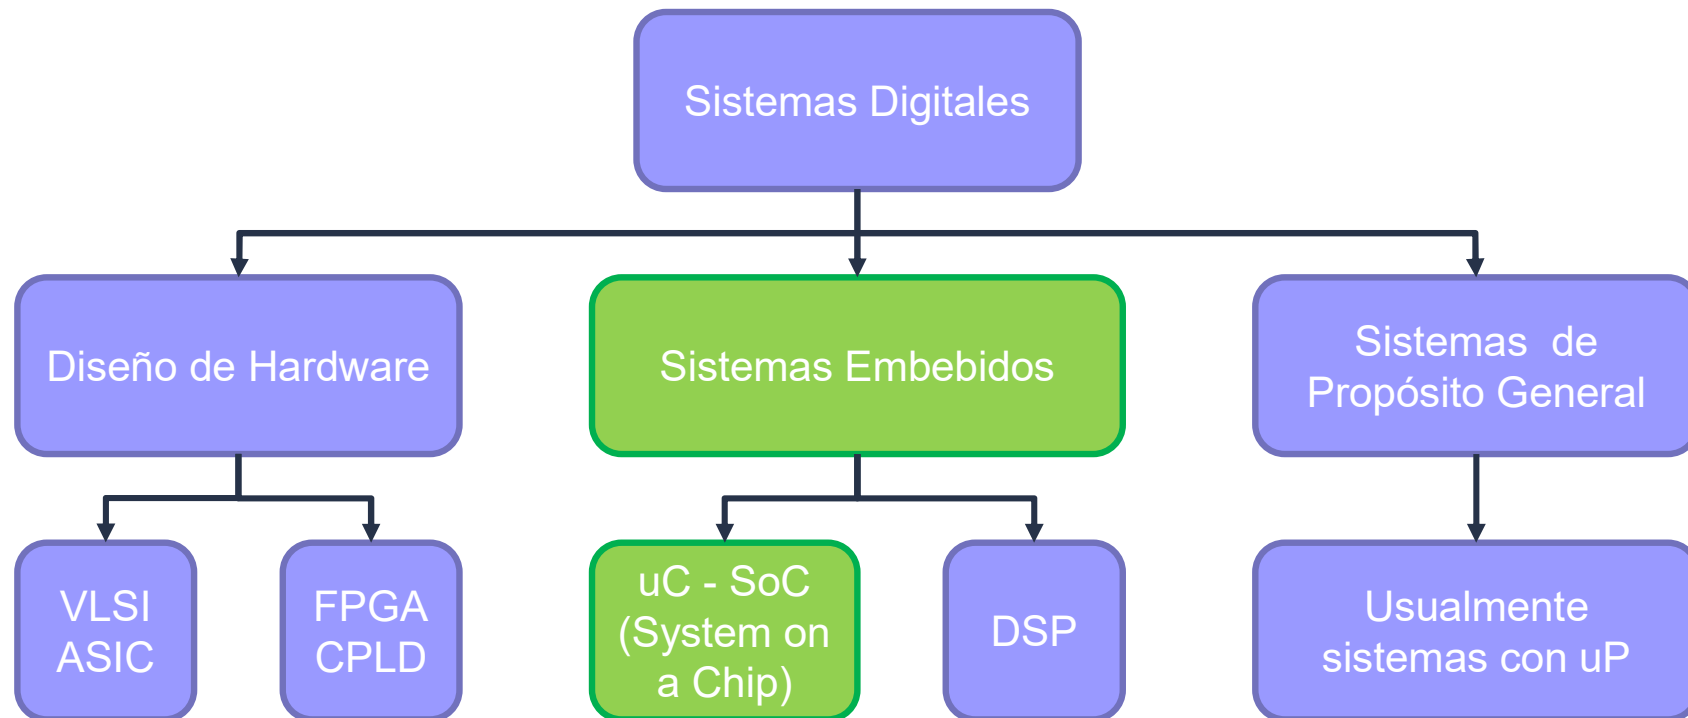 Sistemas Digitales
Diseño de Hardware
Sistemas Embebidos
Sistemas de
Propósito General
VLSI
ASIC
FPGA
CPLD
uC - SoC
(System on
a Chip)
DSP
Usualmente
sistemas con uP